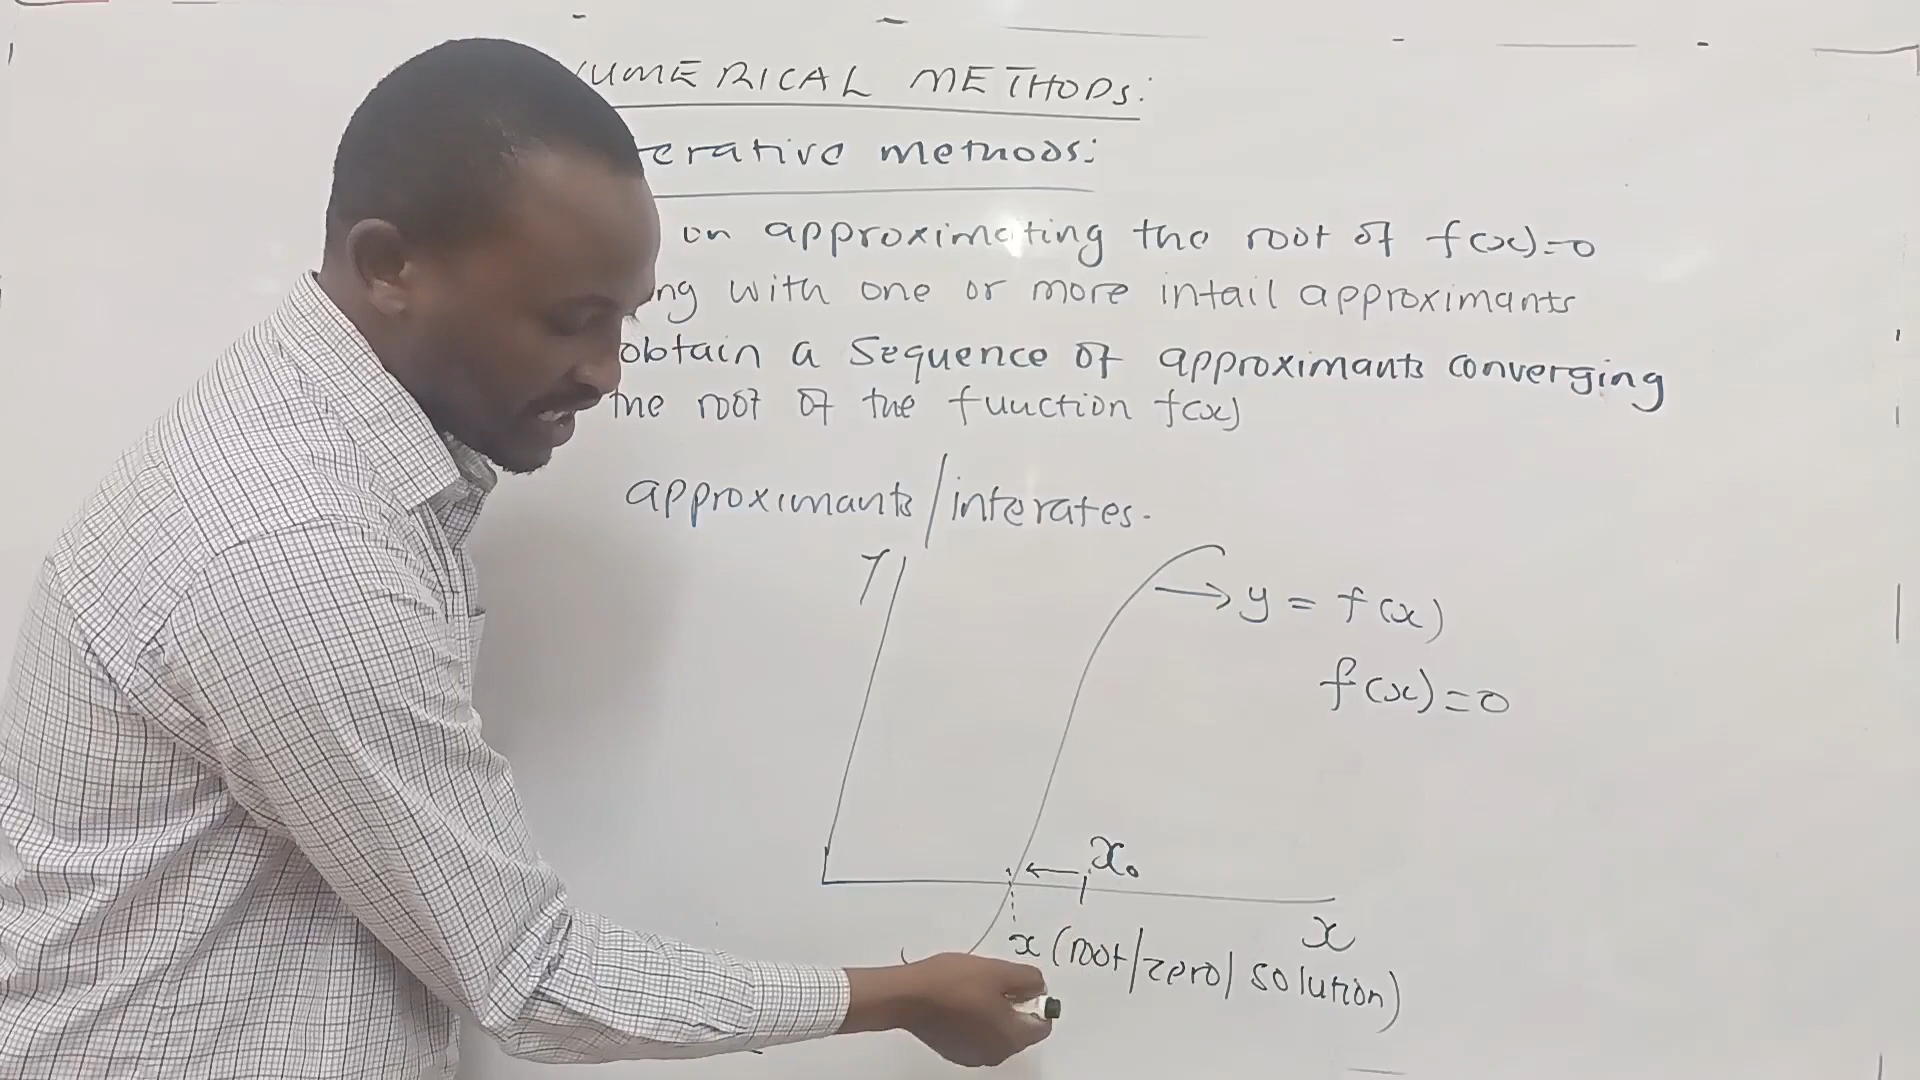 NUMERICAL METHODS:
erative methods:
on approximating the root of f(x)=0
ng with one or more intail approximants
obtain a sequence of approximants converging
the root of the function f(x)
approximants/interates.
y
y = f(x)
f(x)=0
x₀
x
x (root/zero/solution)